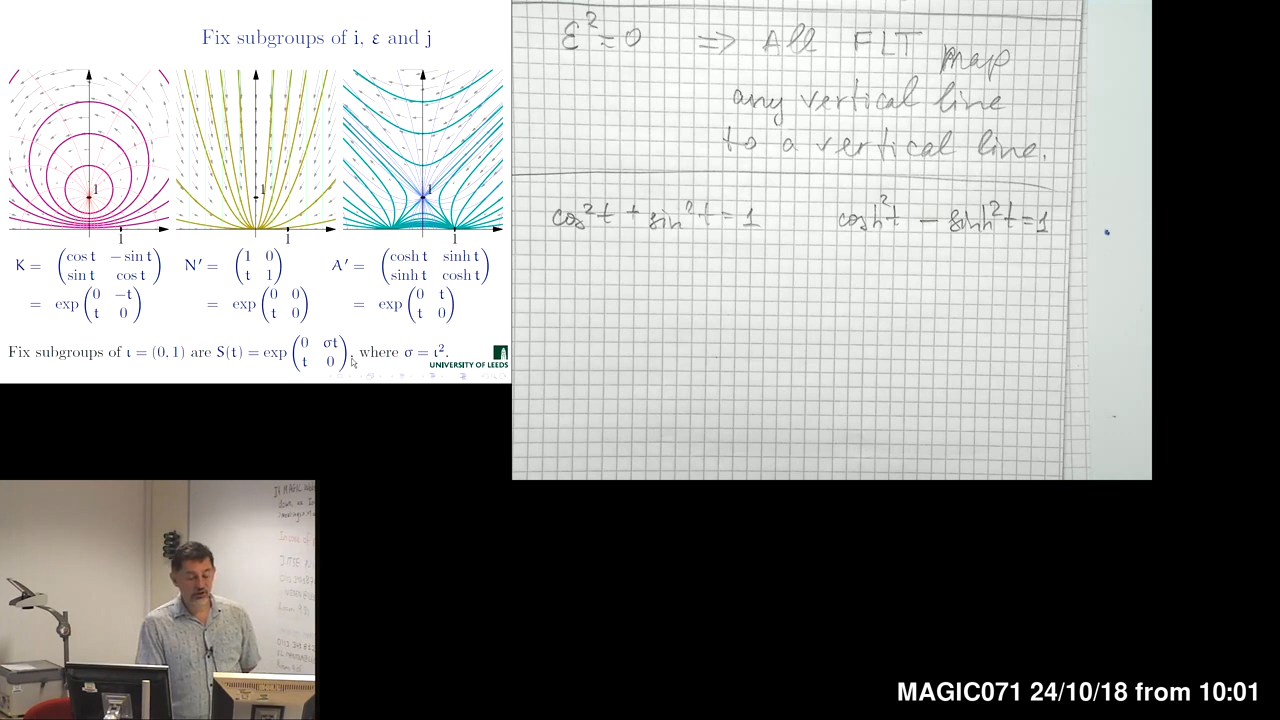 Fix subgroups of i, ε and j
1
1
1
1
1
K = (cos t − sin t
sin t cos t)
= exp (0 −t
t 0)
N′ = (1 0
t 1)
= exp (0 0
t 0)
A′ = (cosh t sinh t
sinh t cosh t)
= exp (0 t
t 0)
Fix subgroups of ι = (0, 1) are S(t) = exp (0 σt
t 0), where σ = ι².
UNIVERSITY OF LEEDS
ε² = 0 => All FLT map
any vertical line
to a vertical line.
cos²t + sin²t = 1 cosh²t − sinh²t = 1
MAGIC071 24/10/18 from 10:01